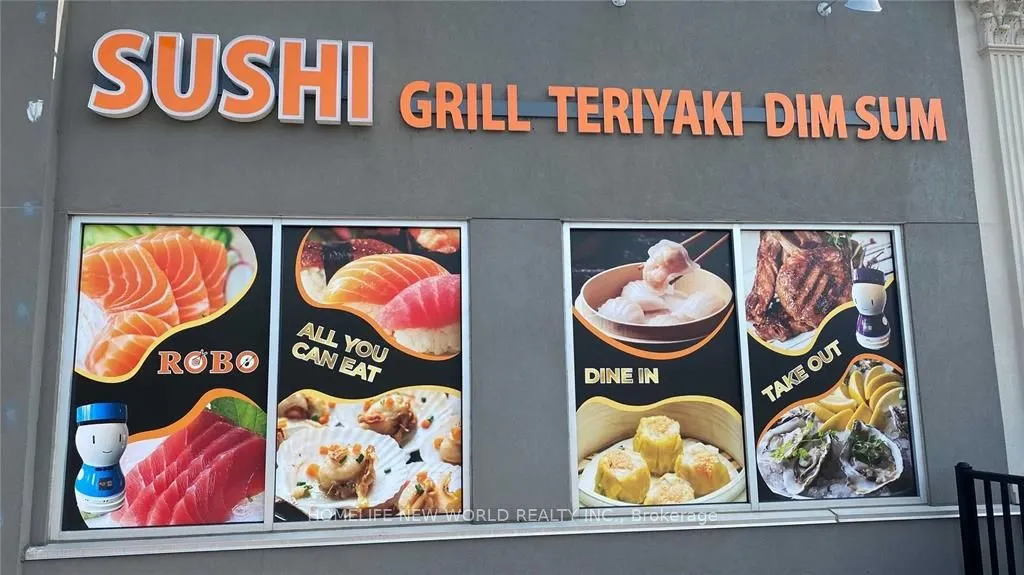 SUSHI GRILL TERIYAKI DIM SUM
ROBO
ALL YOU
CAN EAT
DINE IN
TAKE OUT
HOMELIFE NEW WORLD REALTY INC., Brokerage